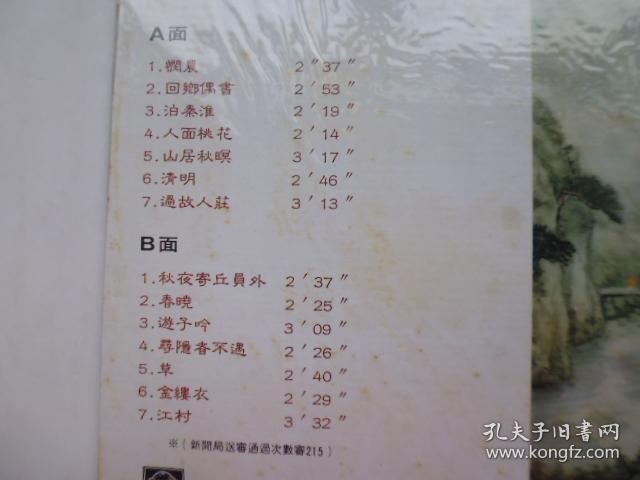 A面
1.憫農 2"37"
2.回鄉偶書 2'53"
3.泊秦淮 2'19"
4.人面桃花 2'14"
5.山居秋暝 3'17"
6.清明 2'46"
7.過故人莊 3'13"
B面
1.秋夜寄丘員外 2'37"
2.春曉 2'25"
3.遊子吟 3'09"
4.尋隱者不遇 2'26"
5.草 2'40"
6.金縷衣 2'29"
7.江村 3'32"
※(新聞局送審通過次數審215)
孔夫子旧书网
www.kongfz.com